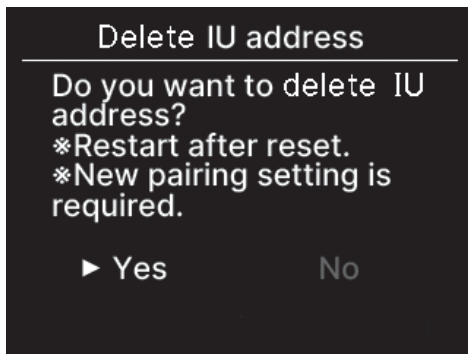 Delete IU address
Do you want to delete IU
address?
※Restart after reset.
※New pairing setting is
required.
► Yes No